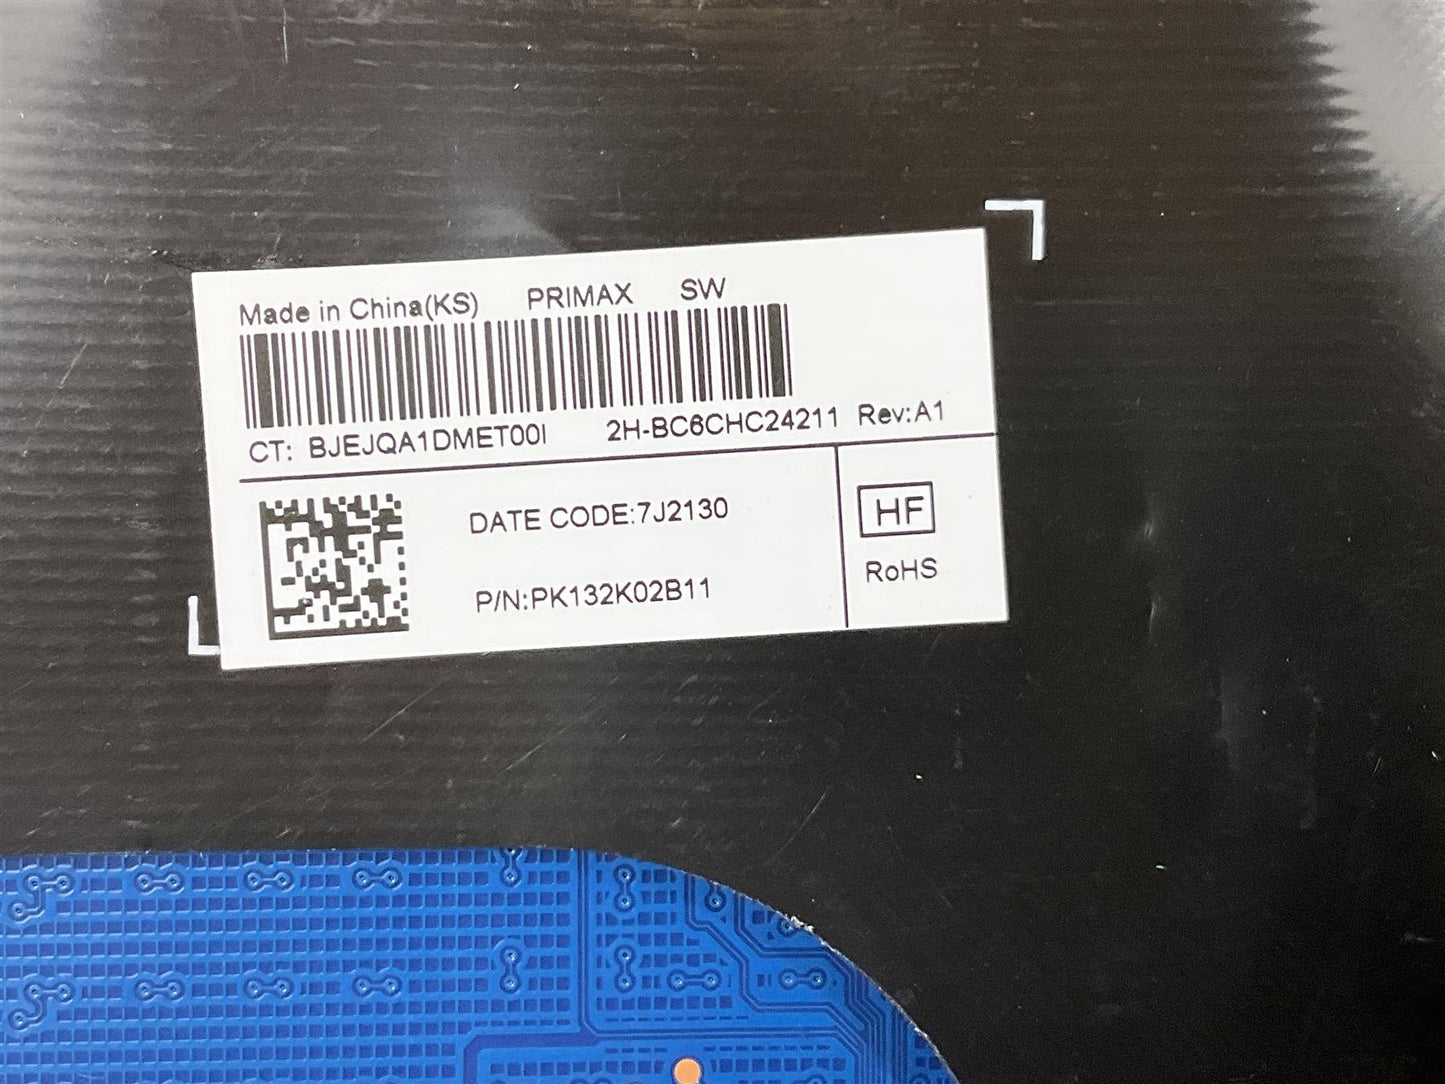 Made in China(KS) PRIMAX SW
CT: BJEJQA1DMET00I 2H-BC6CHC24211 Rev:A1
DATE CODE:7J2130
HF
P/N:PK132K02B11
RoHS